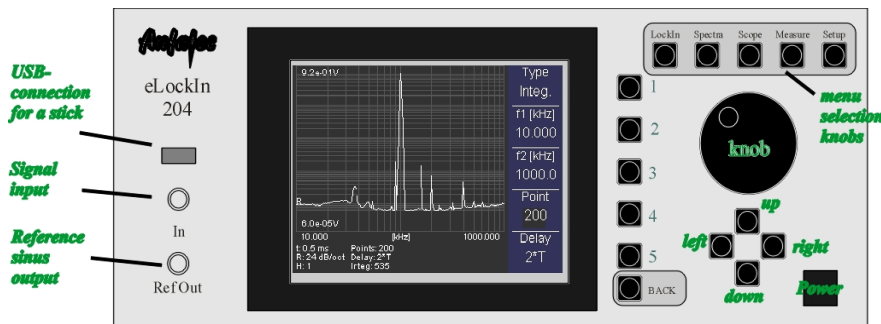 Anfatec
eLockIn
204
USB-
connection
for a stick
Signal
input
In
Reference
sinus
output
RefOut
9.2e-01V
R
6.0e-05V
10.000 [kHz] 1000.000
t:0.5 ms Points: 200
R: 24 dB/oct Delay: 2*T
H: 1 Irteg: 535
Type
Integ.
f1 [kHz]
10.000
f2 [kHz]
1000.0
Point
200
Delay
2*T
LockIn Spectra Scope Measure Setup
menu
selection
knobs
1
2
3
4
5
BACK
knob
up
left
right
down
Power